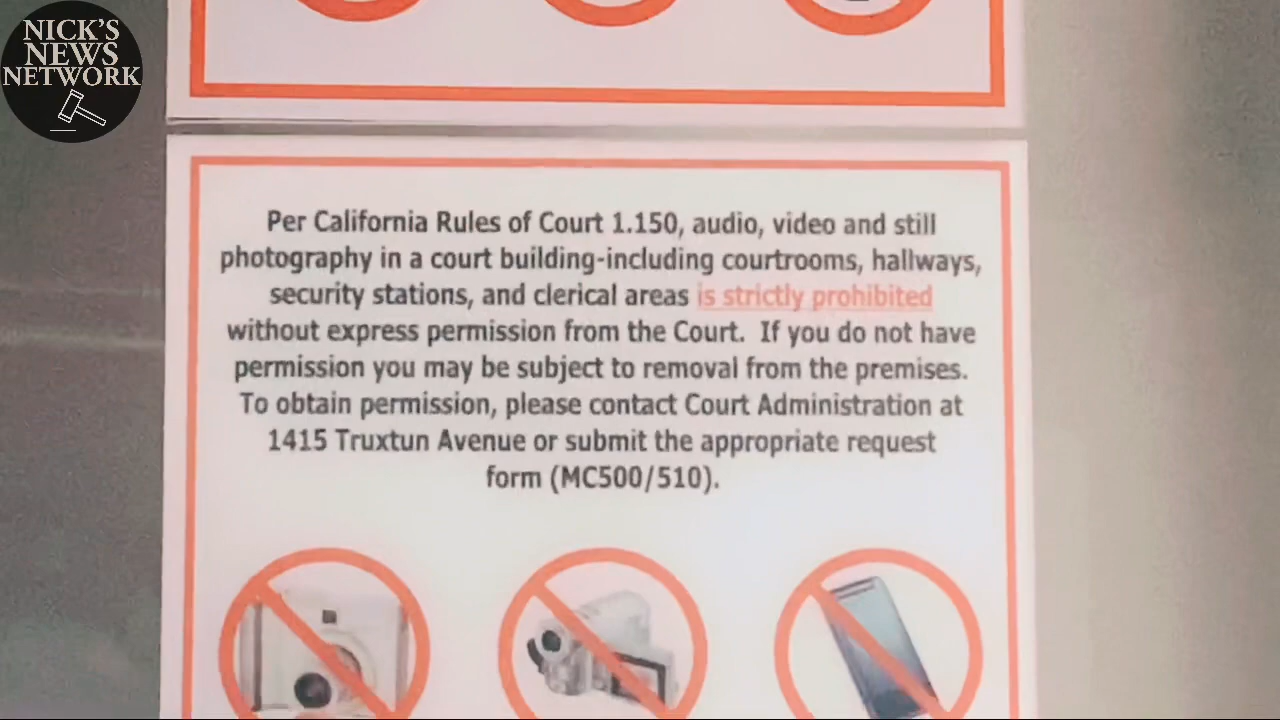 NICK'S
NEWS
NETWORK
Per California Rules of Court 1.150, audio, video and still
photography in a court building-including courtrooms, hallways,
security stations, and clerical areas is strictly prohibited
without express permission from the Court.  If you do not have
permission you may be subject to removal from the premises.
To obtain permission, please contact Court Administration at
1415 Truxtun Avenue or submit the appropriate request
form (MC500/510).